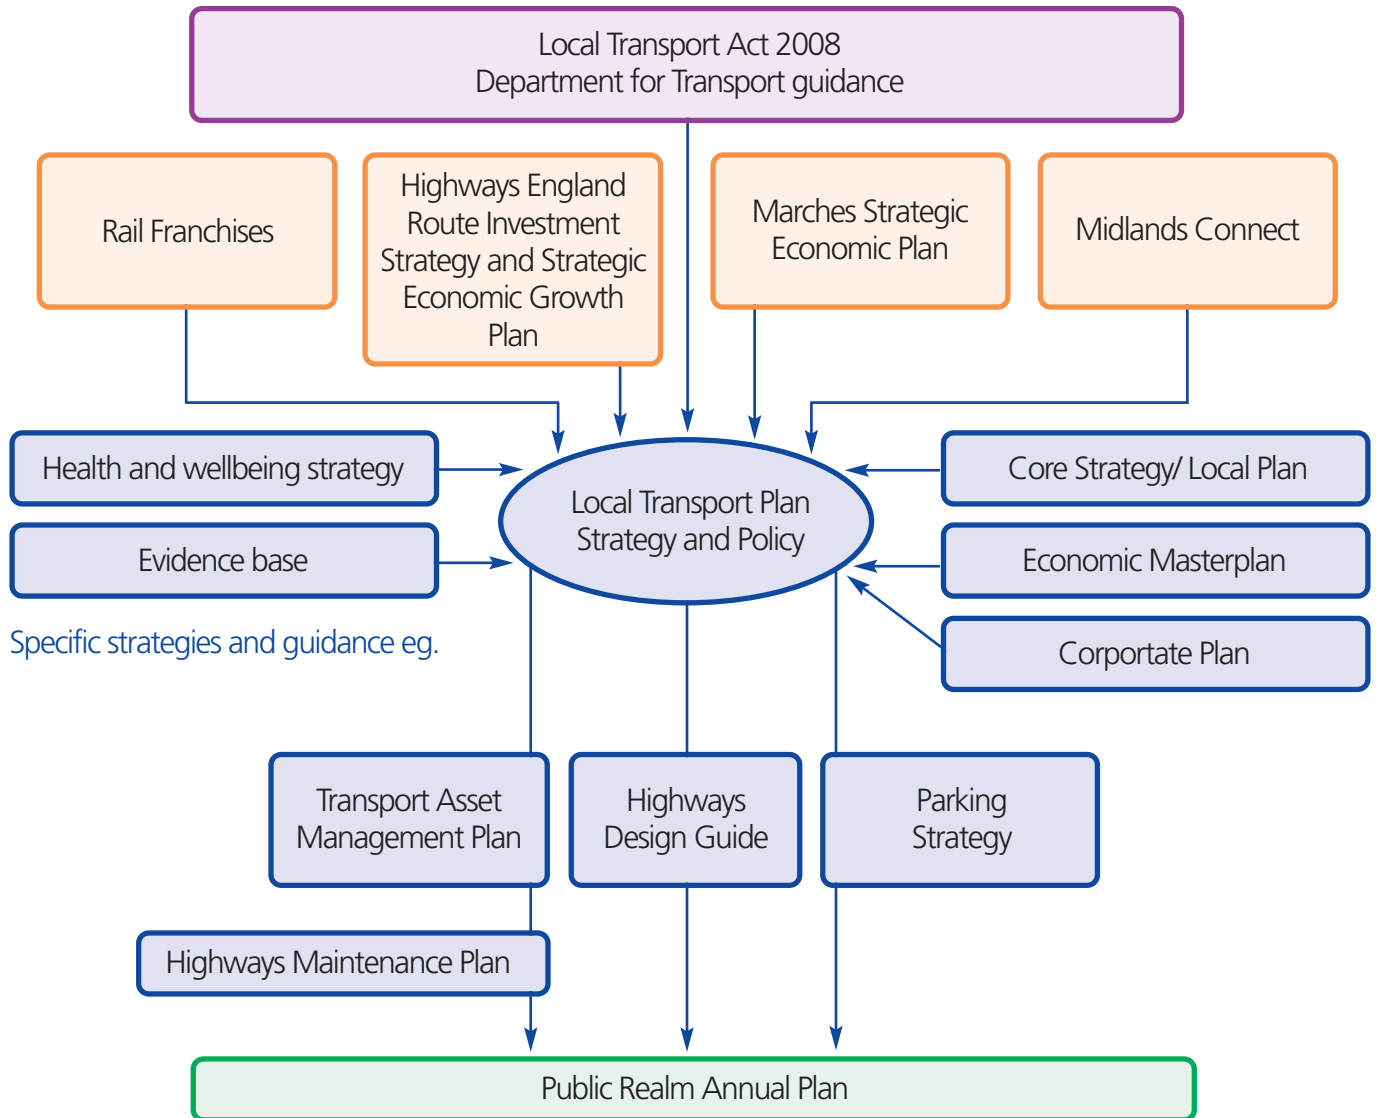 Local Transport Act 2008
Department for Transport guidance
Rail Franchises
Highways England
Route Investment
Strategy and Strategic
Economic Growth
Plan
Marches Strategic
Economic Plan
Midlands Connect
Health and wellbeing strategy
Evidence base
Specific strategies and guidance eg.
Local Transport Plan
Strategy and Policy
Core Strategy/ Local Plan
Economic Masterplan
Corportate Plan
Transport Asset
Management Plan
Highways
Design Guide
Parking
Strategy
Highways Maintenance Plan
Public Realm Annual Plan